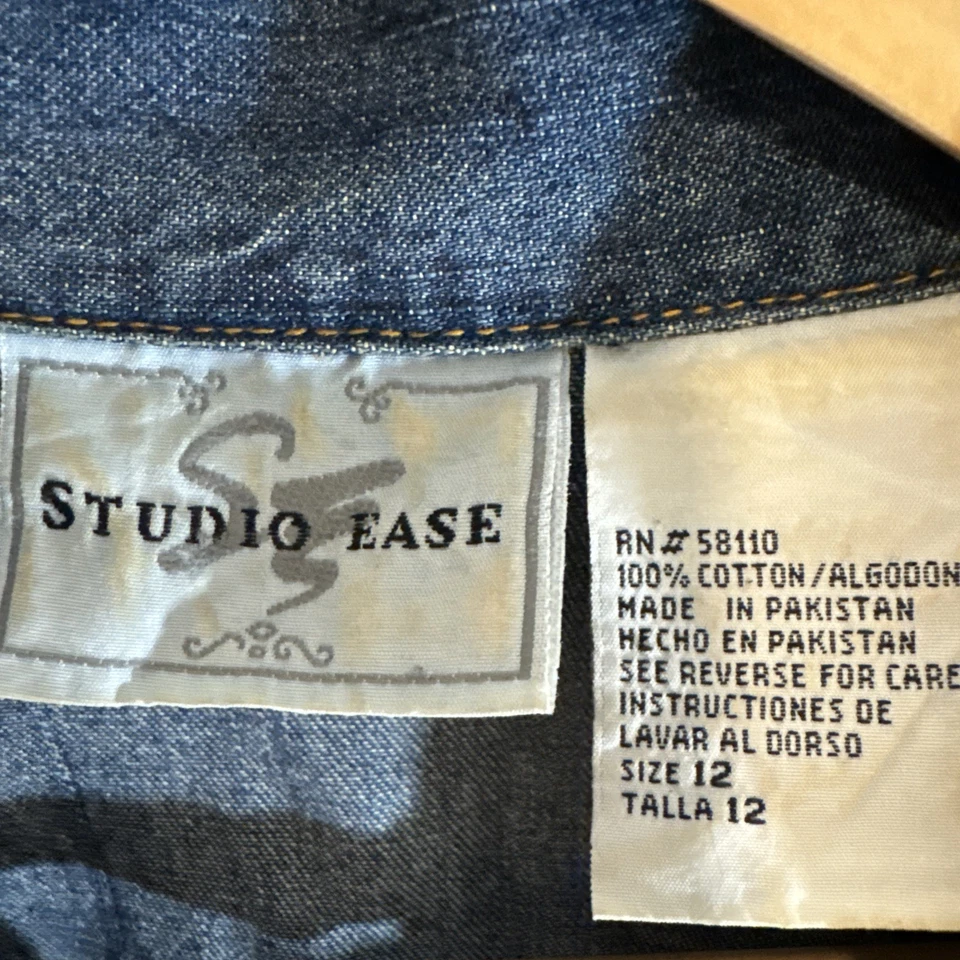 STUDIO EASE
RN# 58110
100% COTTON/ALGODON
MADE IN PAKISTAN
HECHO EN PAKISTAN
SEE REVERSE FOR CARE
INSTRUCTIONES DE
LAVAR AL DORSO
SIZE 12
TALLA 12